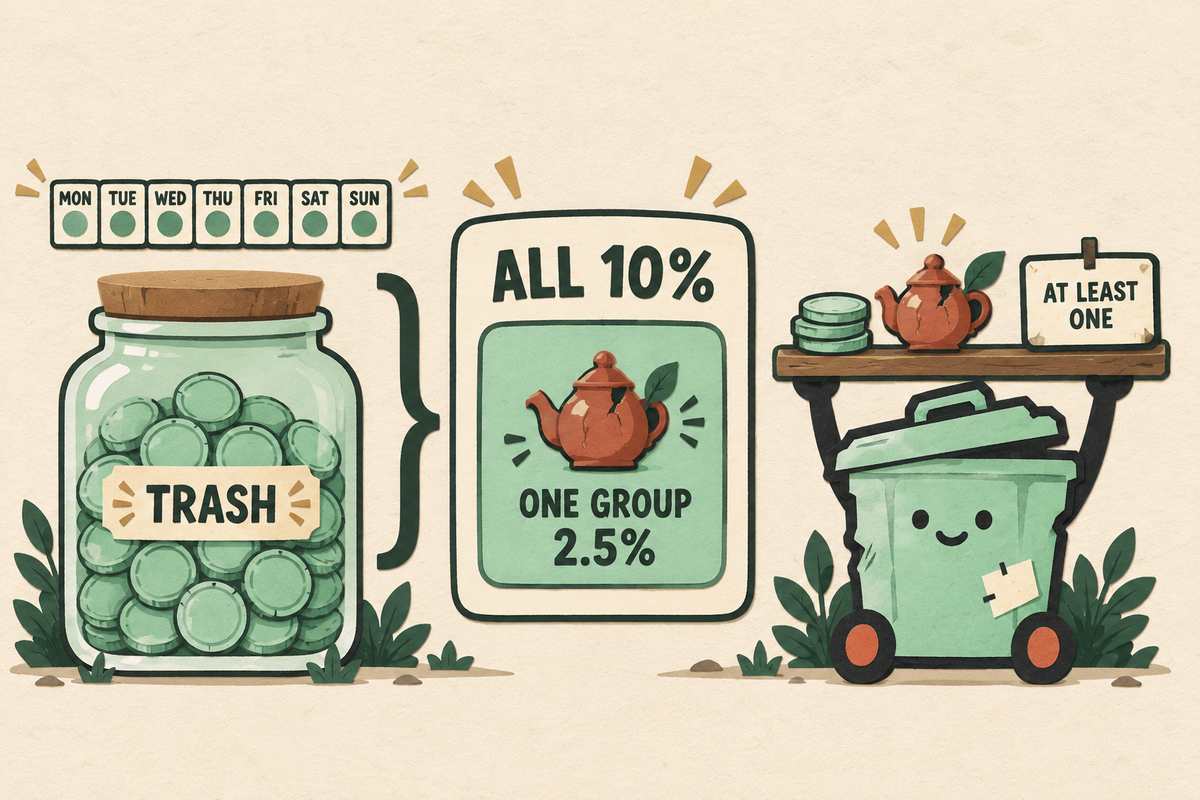 MON TUE WED THU FRI SAT SUN
TRASH
ALL 10%
ONE GROUP
2.5%
AT LEAST
ONE